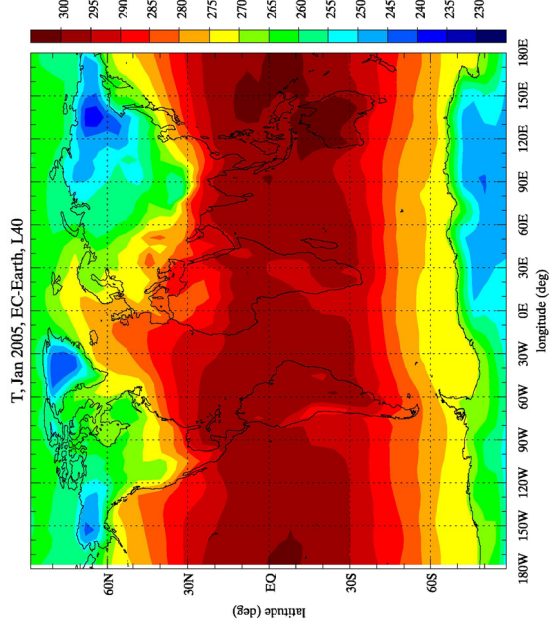 T, Jan 2005, EC-Earth, L40
300 295 290 285 280 275 270 265 260 255 250 245 240 235 230
latitude (deg)
60N
30N
EQ
30S
60S
180W 150W 120W 90W 60W 30W 0E 30E 60E 90E 120E 150E 180E
longitude (deg)